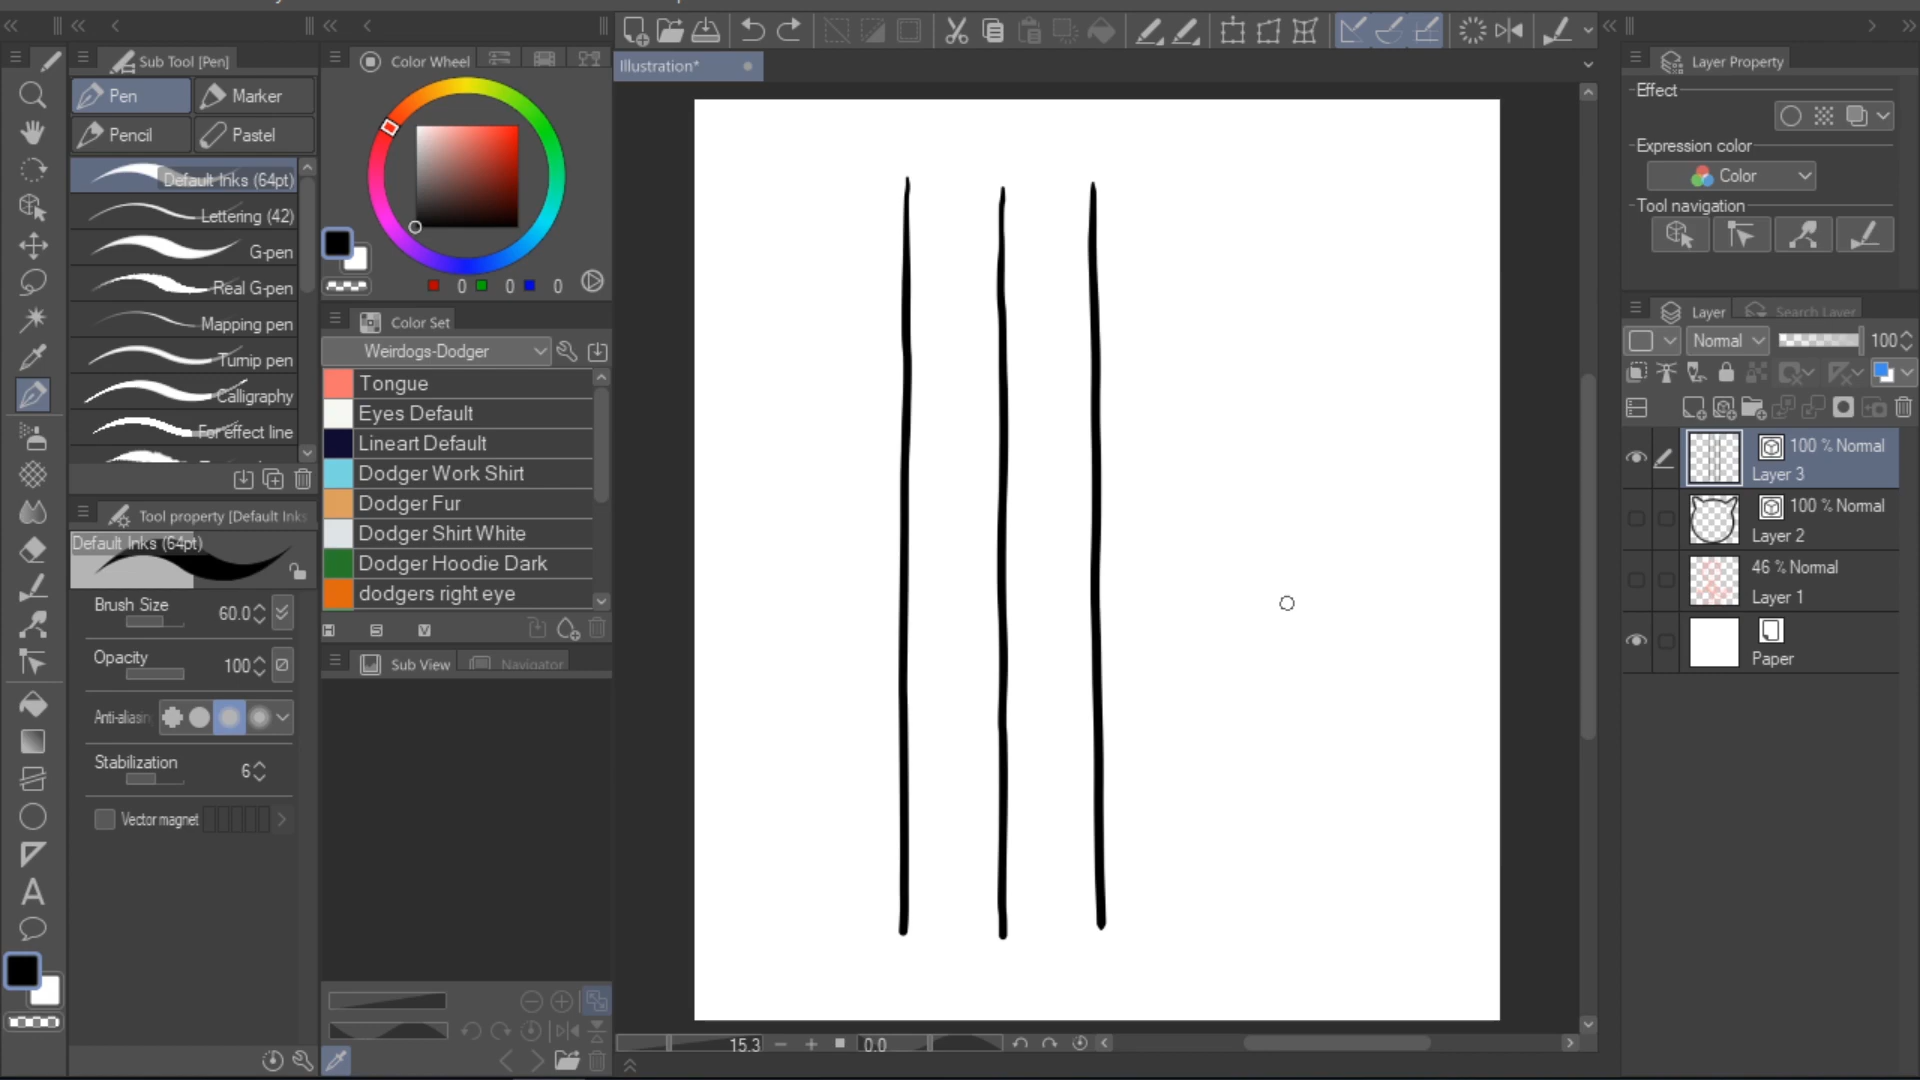 Sub Tool [Pen]
Pen
Marker
Pencil
Pastel
Default Inks (64pt)
Lettering (42)
G-pen
Real G-pen
Mapping pen
Turnip pen
Calligraphy
For effect line
Tool property [Default Inks
Default Inks (64pt)
Brush Size
60.0
Opacity
100
Anti-aliasin
Stabilization
6
Vector magnet
Color Wheel
0
0
0
Color Set
Weirdogs-Dodger
Tongue
Eyes Default
Lineart Default
Dodger Work Shirt
Dodger Fur
Dodger Shirt White
Dodger Hoodie Dark
dodgers right eye
H
S
V
Sub View
Navigator
Illustration*
15.3
0.0
Layer Property
Effect
Expression color
Color
Tool navigation
Layer
Search Layer
Normal
100
100 % Normal
Layer 3
100 % Normal
Layer 2
46 % Normal
Layer 1
Paper